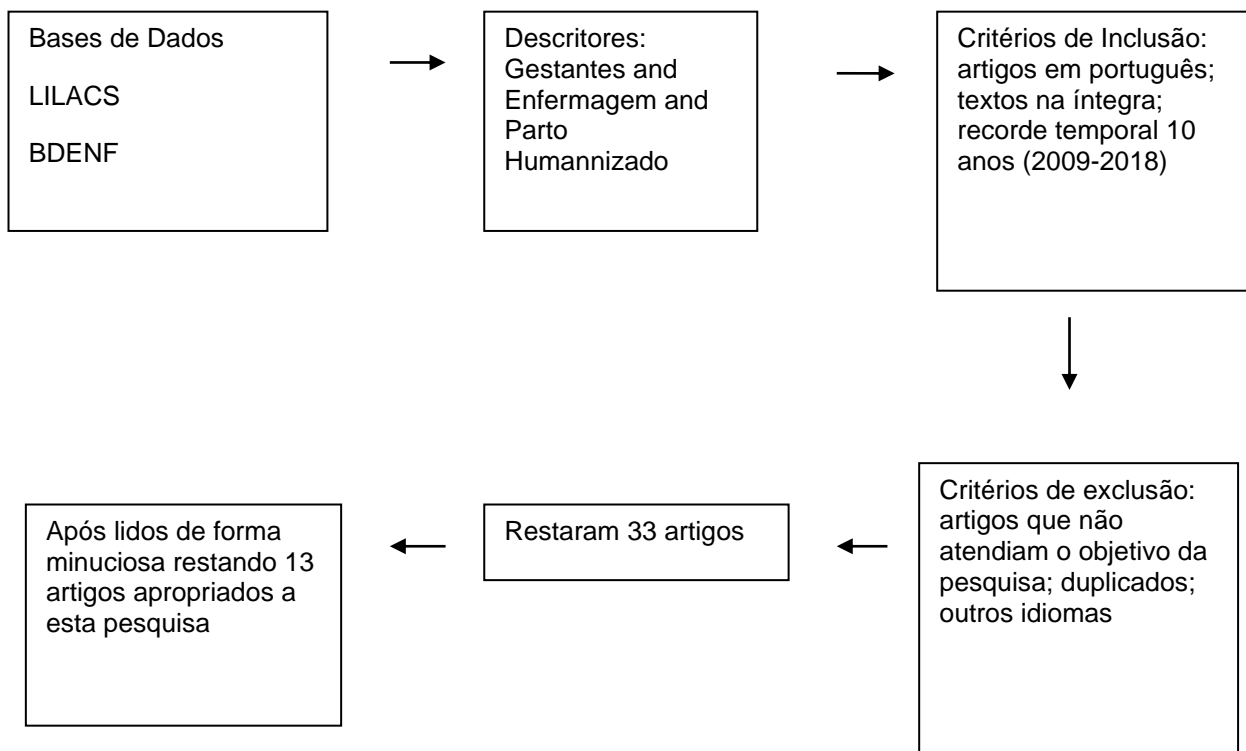 Bases de Dados
LILACS
BDENF
Descritores:
Gestantes and
Enfermagem and
Parto
Humannizado
Critérios de Inclusão:
artigos em português;
textos na íntegra;
recorde temporal 10
anos (2009-2018)
Critérios de exclusão:
artigos que não
atendiam o objetivo da
pesquisa; duplicados;
outros idiomas
Restaram 33 artigos
Após lidos de forma
minuciosa restando 13
artigos apropriados a
esta pesquisa